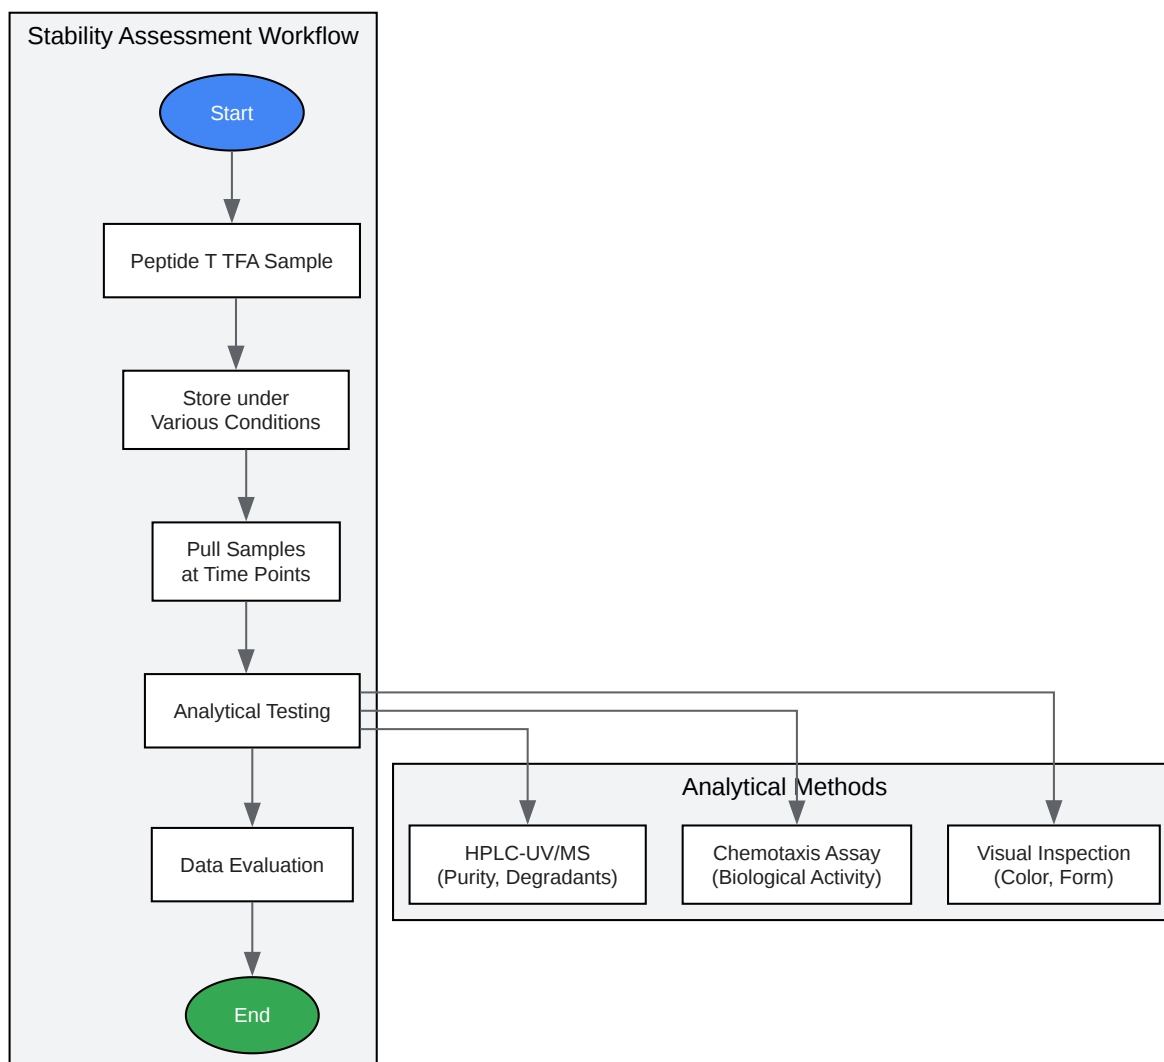 Stability Assessment Workflow
Start
Peptide T TFA Sample
Store under
Various Conditions
Pull Samples
at Time Points
Analytical Testing
Data Evaluation
End
Analytical Methods
HPLC-UV/MS
(Purity, Degradants)
Chemotaxis Assay
(Biological Activity)
Visual Inspection
(Color, Form)